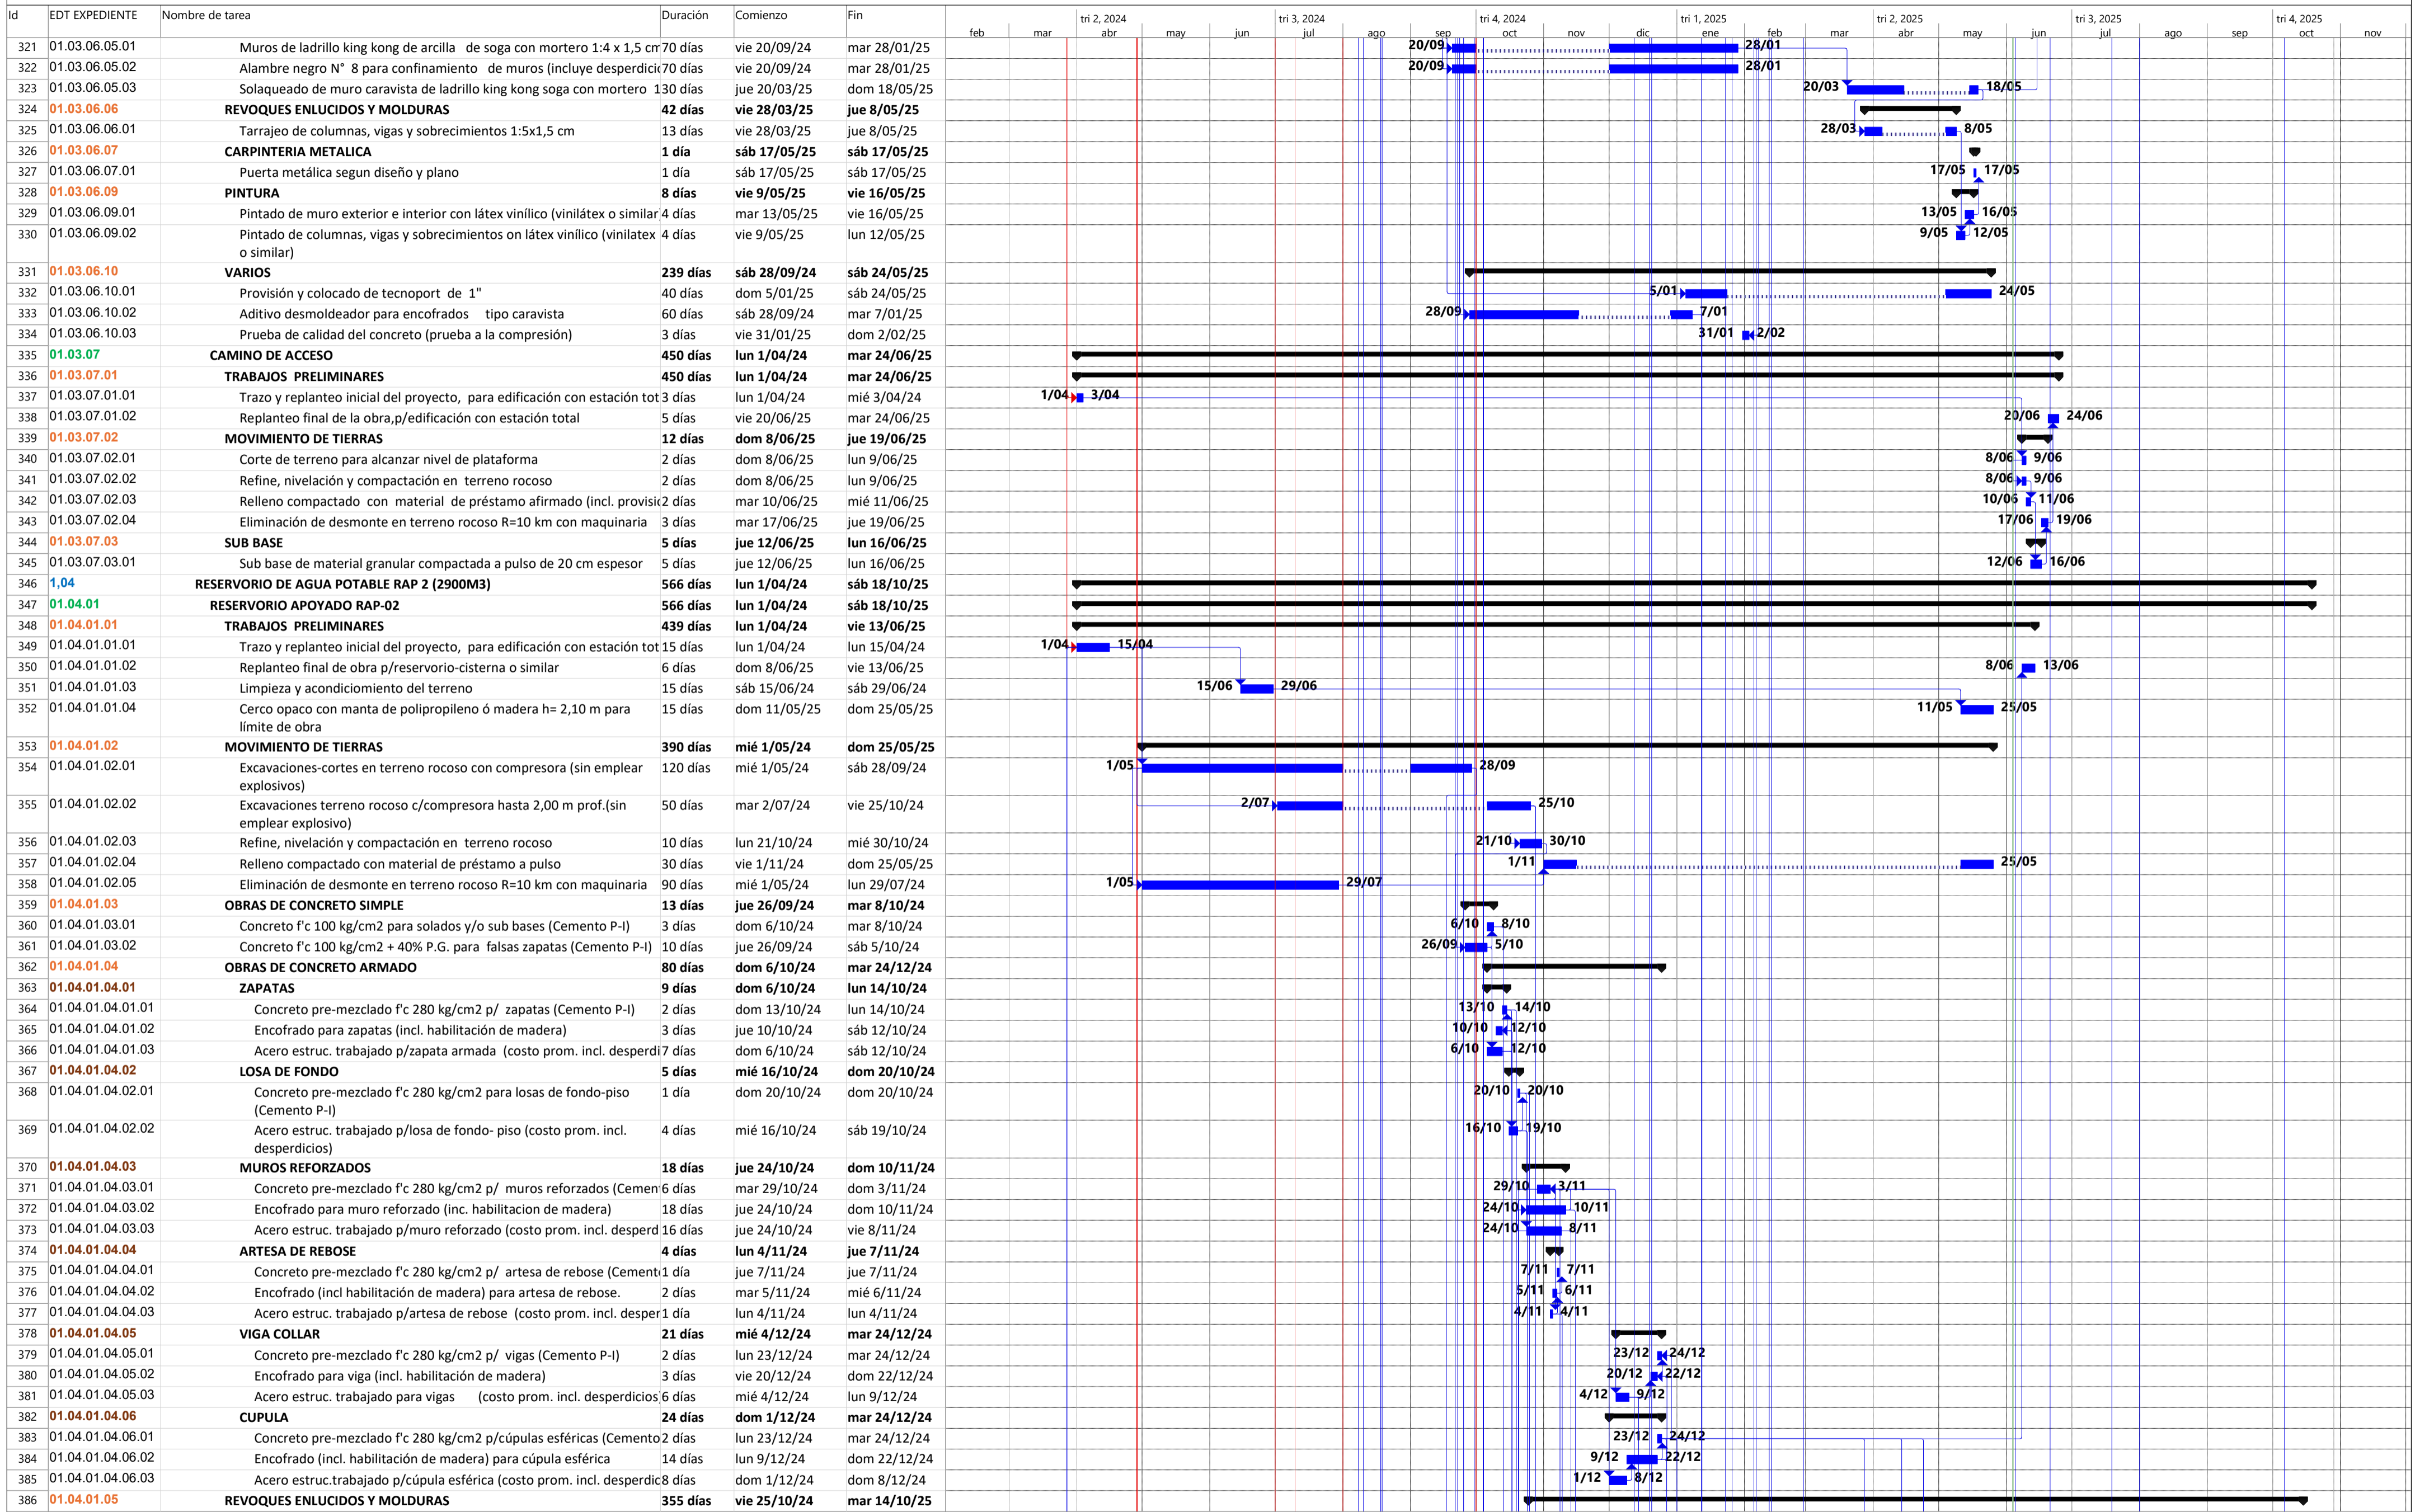 Id EDT EXPEDIENTE Nombre de tarea Duración Comienzo Fin
tri 2, 2024 tri 3, 2024 tri 4, 2024 tri 1, 2025 tri 2, 2025 tri 3, 2025 tri 4, 2025
feb mar abr may jun jul ago sep oct nov dic ene feb mar abr may jun jul ago sep oct nov
321 01.03.06.05.01 Muros de ladrillo king kong de arcilla de soga con mortero 1:4 x 1,5 cm 70 días vie 20/09/24 mar 28/01/25 20/09 28/01
322 01.03.06.05.02 Alambre negro N° 8 para confinamiento de muros (incluye desperdici 70 días vie 20/09/24 mar 28/01/25 20/09 28/01
323 01.03.06.05.03 Solaqueado de muro caravista de ladrillo king kong soga con mortero 1 30 días jue 20/03/25 dom 18/05/25 20/03 18/05
324 01.03.06.06 REVOQUES ENLUCIDOS Y MOLDURAS 42 días vie 28/03/25 jue 8/05/25
325 01.03.06.06.01 Tarrajeo de columnas, vigas y sobrecimientos 1:5x1,5 cm 13 días vie 28/03/25 jue 8/05/25 28/03 8/05
326 01.03.06.07 CARPINTERIA METALICA 1 día sáb 17/05/25 sáb 17/05/25
327 01.03.06.07.01 Puerta metálica segun diseño y plano 1 día sáb 17/05/25 sáb 17/05/25 17/05 17/05
328 01.03.06.09 PINTURA 8 días vie 9/05/25 vie 16/05/25
329 01.03.06.09.01 Pintado de muro exterior e interior con látex vinílico (vinilátex o similar 4 días mar 13/05/25 vie 16/05/25 13/05 16/05
330 01.03.06.09.02 Pintado de columnas, vigas y sobrecimientos on látex vinílico (vinilatex 4 días vie 9/05/25 lun 12/05/25 9/05 12/05
o similar)
331 01.03.06.10 VARIOS 239 días sáb 28/09/24 sáb 24/05/25
332 01.03.06.10.01 Provisión y colocado de tecnoport de 1" 40 días dom 5/01/25 sáb 24/05/25 5/01 24/05
333 01.03.06.10.02 Aditivo desmoldeador para encofrados tipo caravista 60 días sáb 28/09/24 mar 7/01/25 28/09 7/01
334 01.03.06.10.03 Prueba de calidad del concreto (prueba a la compresión) 3 días vie 31/01/25 dom 2/02/25 31/01 2/02
335 01.03.07 CAMINO DE ACCESO 450 días lun 1/04/24 mar 24/06/25
336 01.03.07.01 TRABAJOS PRELIMINARES 450 días lun 1/04/24 mar 24/06/25
337 01.03.07.01.01 Trazo y replanteo inicial del proyecto, para edificación con estación tot 3 días lun 1/04/24 mié 3/04/24 1/04 3/04
338 01.03.07.01.02 Replanteo final de la obra,p/edificación con estación total 5 días vie 20/06/25 mar 24/06/25 20/06 24/06
339 01.03.07.02 MOVIMIENTO DE TIERRAS 12 días dom 8/06/25 jue 19/06/25
340 01.03.07.02.01 Corte de terreno para alcanzar nivel de plataforma 2 días dom 8/06/25 lun 9/06/25 8/06 9/06
341 01.03.07.02.02 Refine, nivelación y compactación en terreno rocoso 2 días dom 8/06/25 lun 9/06/25 8/06 9/06
342 01.03.07.02.03 Relleno compactado con material de préstamo afirmado (incl. provisi 2 días mar 10/06/25 mié 11/06/25 10/06 11/06
343 01.03.07.02.04 Eliminación de desmonte en terreno rocoso R=10 km con maquinaria 3 días mar 17/06/25 jue 19/06/25 17/06 19/06
344 01.03.07.03 SUB BASE 5 días jue 12/06/25 lun 16/06/25
345 01.03.07.03.01 Sub base de material granular compactada a pulso de 20 cm espesor 5 días jue 12/06/25 lun 16/06/25 12/06 16/06
346 1,04 RESERVORIO DE AGUA POTABLE RAP 2 (2900M3) 566 días lun 1/04/24 sáb 18/10/25
347 01.04.01 RESERVORIO APOYADO RAP-02 566 días lun 1/04/24 sáb 18/10/25
348 01.04.01.01 TRABAJOS PRELIMINARES 439 días lun 1/04/24 vie 13/06/25
349 01.04.01.01.01 Trazo y replanteo inicial del proyecto, para edificación con estación tot 15 días lun 1/04/24 lun 15/04/24 1/04 15/04
350 01.04.01.01.02 Replanteo final de obra p/reservorio-cisterna o similar 6 días dom 8/06/25 vie 13/06/25 8/06 13/06
351 01.04.01.01.03 Limpieza y acondiciomiento del terreno 15 días sáb 15/06/24 sáb 29/06/24 15/06 29/06
352 01.04.01.01.04 Cerco opaco con manta de polipropileno ó madera h= 2,10 m para 15 días dom 11/05/25 dom 25/05/25 11/05 25/05
límite de obra
353 01.04.01.02 MOVIMIENTO DE TIERRAS 390 días mié 1/05/24 dom 25/05/25
354 01.04.01.02.01 Excavaciones-cortes en terreno rocoso con compresora (sin emplear 120 días mié 1/05/24 sáb 28/09/24 1/05 28/09
explosivos)
355 01.04.01.02.02 Excavaciones terreno rocoso c/compresora hasta 2,00 m prof.(sin 50 días mar 2/07/24 vie 25/10/24 2/07 25/10
emplear explosivo)
356 01.04.01.02.03 Refine, nivelación y compactación en terreno rocoso 10 días lun 21/10/24 mié 30/10/24 21/10 30/10
357 01.04.01.02.04 Relleno compactado con material de préstamo a pulso 30 días vie 1/11/24 dom 25/05/25 1/11 25/05
358 01.04.01.02.05 Eliminación de desmonte en terreno rocoso R=10 km con maquinaria 90 días mié 1/05/24 lun 29/07/24 1/05 29/07
359 01.04.01.03 OBRAS DE CONCRETO SIMPLE 13 días jue 26/09/24 mar 8/10/24
360 01.04.01.03.01 Concreto f'c 100 kg/cm2 para solados y/o sub bases (Cemento P-I) 3 días dom 6/10/24 mar 8/10/24 6/10 8/10
361 01.04.01.03.02 Concreto f'c 100 kg/cm2 + 40% P.G. para falsas zapatas (Cemento P-I) 10 días jue 26/09/24 sáb 5/10/24 26/09 5/10
362 01.04.01.04 OBRAS DE CONCRETO ARMADO 80 días dom 6/10/24 mar 24/12/24
363 01.04.01.04.01 ZAPATAS 9 días dom 6/10/24 lun 14/10/24
364 01.04.01.04.01.01 Concreto pre-mezclado f'c 280 kg/cm2 p/ zapatas (Cemento P-I) 2 días dom 13/10/24 lun 14/10/24 13/10 14/10
365 01.04.01.04.01.02 Encofrado para zapatas (incl. habilitación de madera) 3 días jue 10/10/24 sáb 12/10/24 10/10 12/10
366 01.04.01.04.01.03 Acero estruc. trabajado p/zapata armada (costo prom. incl. desperdi 7 días dom 6/10/24 sáb 12/10/24 6/10 12/10
367 01.04.01.04.02 LOSA DE FONDO 5 días mié 16/10/24 dom 20/10/24
368 01.04.01.04.02.01 Concreto pre-mezclado f'c 280 kg/cm2 para losas de fondo-piso 1 día dom 20/10/24 dom 20/10/24 20/10 20/10
(Cemento P-I)
369 01.04.01.04.02.02 Acero estruc. trabajado p/losa de fondo- piso (costo prom. incl. 4 días mié 16/10/24 sáb 19/10/24 16/10 19/10
desperdicios)
370 01.04.01.04.03 MUROS REFORZADOS 18 días jue 24/10/24 dom 10/11/24
371 01.04.01.04.03.01 Concreto pre-mezclado f'c 280 kg/cm2 p/ muros reforzados (Cemen 6 días mar 29/10/24 dom 3/11/24 29/10 3/11
372 01.04.01.04.03.02 Encofrado para muro reforzado (inc. habilitacion de madera) 18 días jue 24/10/24 dom 10/11/24 24/10 10/11
373 01.04.01.04.03.03 Acero estruc. trabajado p/muro reforzado (costo prom. incl. desperd 16 días jue 24/10/24 vie 8/11/24 24/10 8/11
374 01.04.01.04.04 ARTESA DE REBOSE 4 días lun 4/11/24 jue 7/11/24
375 01.04.01.04.04.01 Concreto pre-mezclado f'c 280 kg/cm2 p/ artesa de rebose (Cement 1 día jue 7/11/24 jue 7/11/24 7/11 7/11
376 01.04.01.04.04.02 Encofrado (incl habilitación de madera) para artesa de rebose. 2 días mar 5/11/24 mié 6/11/24 5/11 6/11
377 01.04.01.04.04.03 Acero estruc. trabajado p/artesa de rebose (costo prom. incl. desper 1 día lun 4/11/24 lun 4/11/24 4/11 4/11
378 01.04.01.04.05 VIGA COLLAR 21 días mié 4/12/24 mar 24/12/24
379 01.04.01.04.05.01 Concreto pre-mezclado f'c 280 kg/cm2 p/ vigas (Cemento P-I) 2 días lun 23/12/24 mar 24/12/24 23/12 24/12
380 01.04.01.04.05.02 Encofrado para viga (incl. habilitación de madera) 3 días vie 20/12/24 dom 22/12/24 20/12 22/12
381 01.04.01.04.05.03 Acero estruc. trabajado para vigas (costo prom. incl. desperdicios 6 días mié 4/12/24 lun 9/12/24 4/12 9/12
382 01.04.01.04.06 CUPULA 24 días dom 1/12/24 mar 24/12/24
383 01.04.01.04.06.01 Concreto pre-mezclado f'c 280 kg/cm2 p/cúpulas esféricas (Cemento 2 días lun 23/12/24 mar 24/12/24 23/12 24/12
384 01.04.01.04.06.02 Encofrado (incl. habilitación de madera) para cúpula esférica 14 días lun 9/12/24 dom 22/12/24 9/12 22/12
385 01.04.01.04.06.03 Acero estruc.trabajado p/cúpula esférica (costo prom. incl. desperdic 8 días dom 1/12/24 dom 8/12/24 1/12 8/12
386 01.04.01.05 REVOQUES ENLUCIDOS Y MOLDURAS 355 días vie 25/10/24 mar 14/10/25